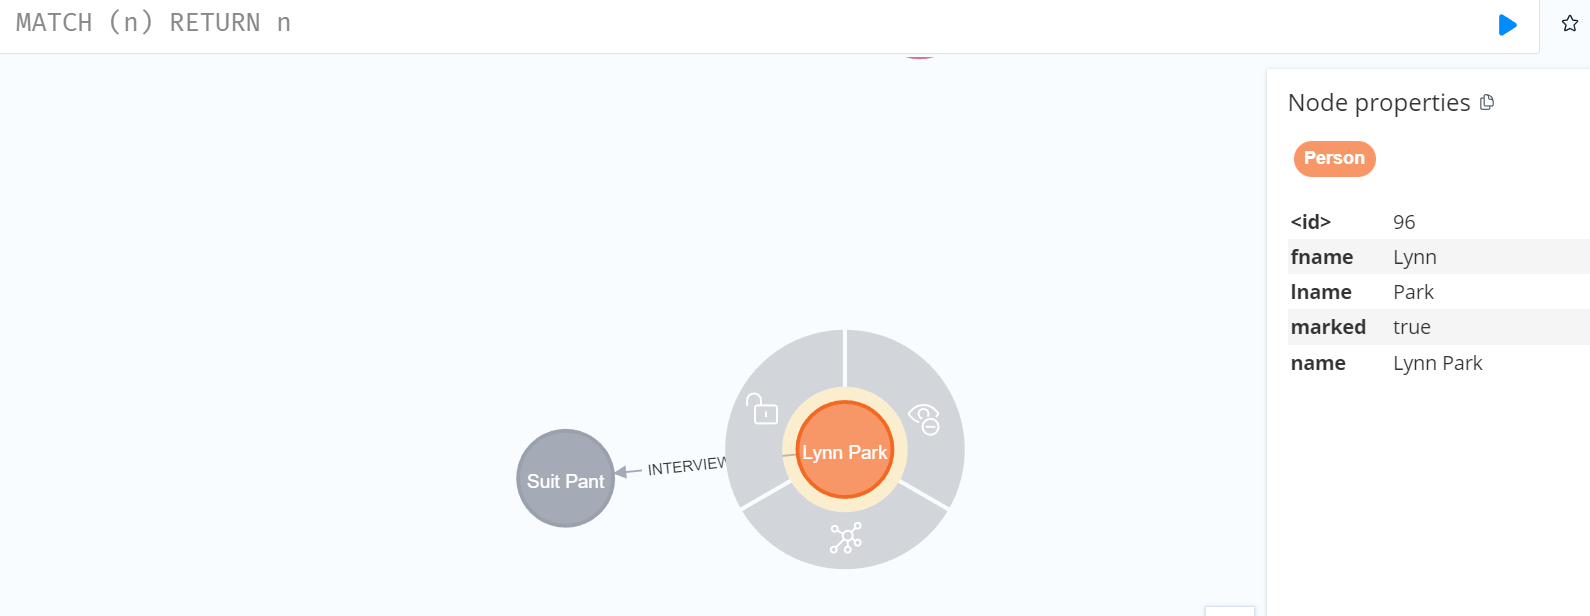 MATCH (n) RETURN n
Node properties
Person
<id> 96
fname Lynn
lname Park
marked true
name Lynn Park
Suit Pant
INTERVIEW
Lynn Park